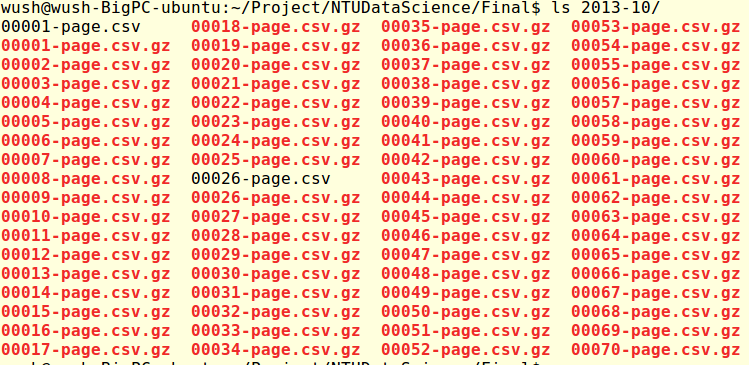 wush@wush-BigPC-ubuntu:~/Project/NTUDataScience/Final$ ls 2013-10/
00001-page.csv 00018-page.csv.gz 00035-page.csv.gz 00053-page.csv.gz
00001-page.csv.gz 00019-page.csv.gz 00036-page.csv.gz 00054-page.csv.gz
00002-page.csv.gz 00020-page.csv.gz 00037-page.csv.gz 00055-page.csv.gz
00003-page.csv.gz 00021-page.csv.gz 00038-page.csv.gz 00056-page.csv.gz
00004-page.csv.gz 00022-page.csv.gz 00039-page.csv.gz 00057-page.csv.gz
00005-page.csv.gz 00023-page.csv.gz 00040-page.csv.gz 00058-page.csv.gz
00006-page.csv.gz 00024-page.csv.gz 00041-page.csv.gz 00059-page.csv.gz
00007-page.csv.gz 00025-page.csv.gz 00042-page.csv.gz 00060-page.csv.gz
00008-page.csv.gz 00026-page.csv 00043-page.csv.gz 00061-page.csv.gz
00009-page.csv.gz 00026-page.csv.gz 00044-page.csv.gz 00062-page.csv.gz
00010-page.csv.gz 00027-page.csv.gz 00045-page.csv.gz 00063-page.csv.gz
00011-page.csv.gz 00028-page.csv.gz 00046-page.csv.gz 00064-page.csv.gz
00012-page.csv.gz 00029-page.csv.gz 00047-page.csv.gz 00065-page.csv.gz
00013-page.csv.gz 00030-page.csv.gz 00048-page.csv.gz 00066-page.csv.gz
00014-page.csv.gz 00031-page.csv.gz 00049-page.csv.gz 00067-page.csv.gz
00015-page.csv.gz 00032-page.csv.gz 00050-page.csv.gz 00068-page.csv.gz
00016-page.csv.gz 00033-page.csv.gz 00051-page.csv.gz 00069-page.csv.gz
00017-page.csv.gz 00034-page.csv.gz 00052-page.csv.gz 00070-page.csv.gz